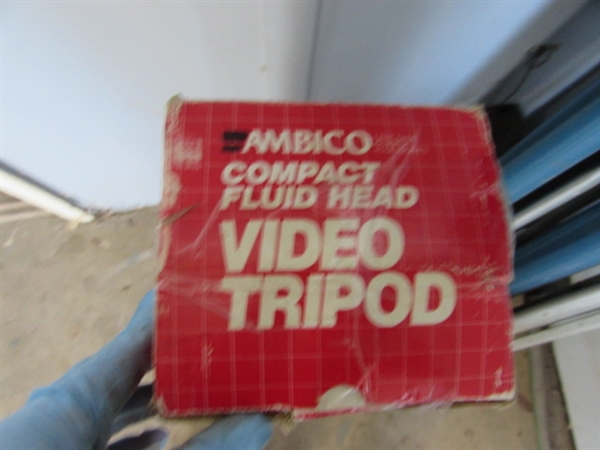 AMBICO
COMPACT
FLUID HEAD
VIDEO
TRIPOD